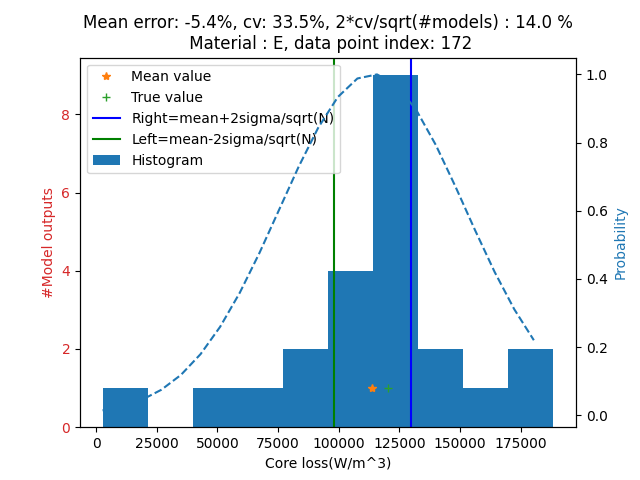 Mean error: -5.4%, cv: 33.5%, 2*cv/sqrt(#models) : 14.0 %
Material : E, data point index: 172
Mean value
True value
Right=mean+2sigma/sqrt(N)
Left=mean-2sigma/sqrt(N)
Histogram
#Model outputs
8
6
4
2
0
1.0
0.8
0.6
0.4
0.2
0.0
Probability
0 25000 50000 75000 100000 125000 150000 175000
Core loss(W/m^3)